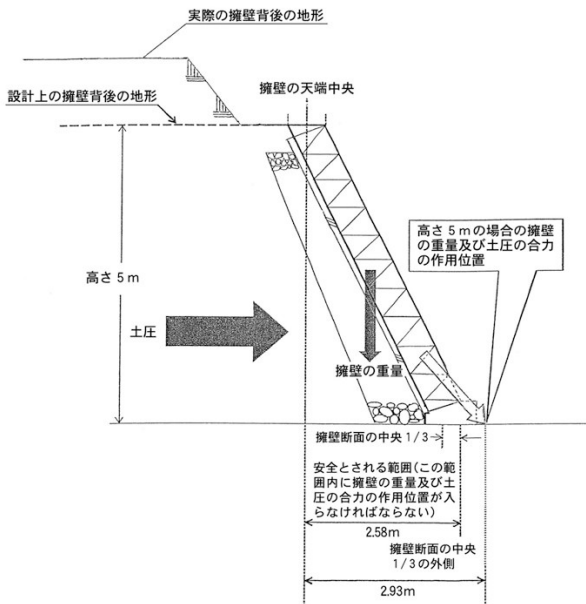 実際の擁壁背後の地形
設計上の擁壁背後の地形
擁壁の天端中央
高さ5mの場合の擁壁
の重量及び土圧の合力
の作用位置
高さ5m
土圧
擁壁の重量
擁壁断面の中央1/3
安全とされる範囲(この範
囲内に擁壁の重量及び土
圧の合力の作用位置が入
らなければならない)
2.58m
擁壁断面の中央
1/3の外側
2.93m